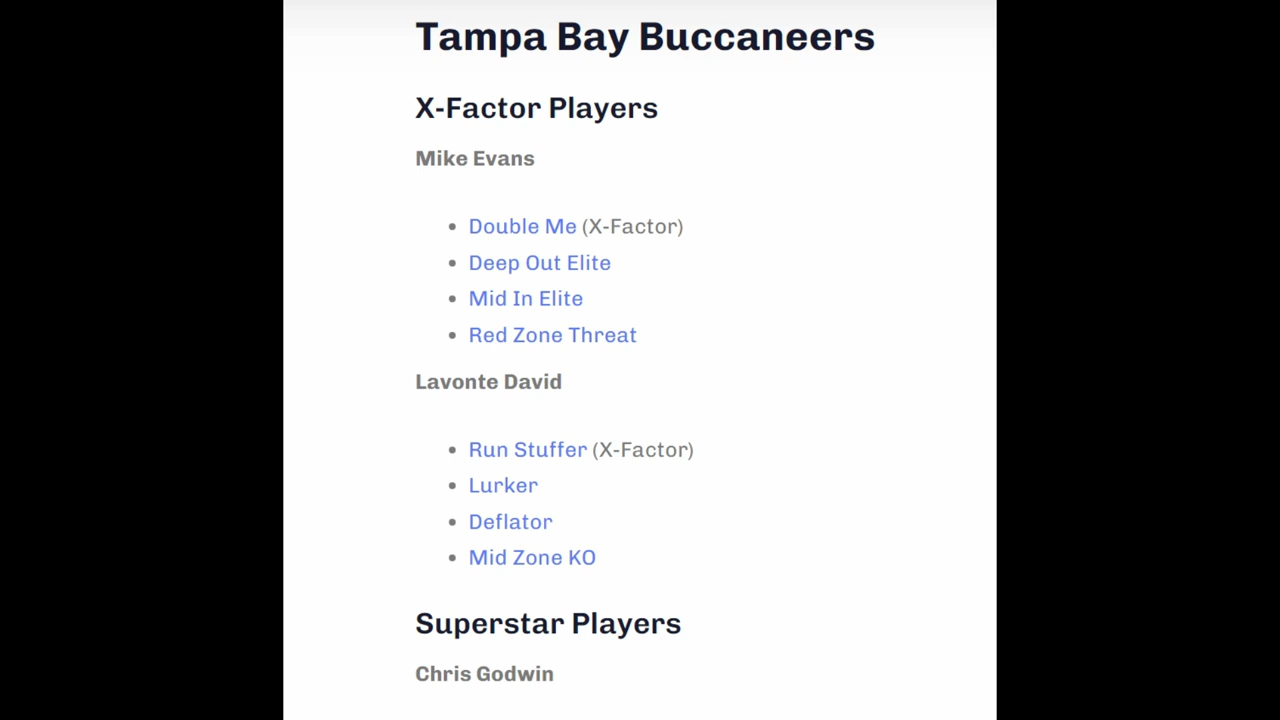 Tampa Bay Buccaneers
X-Factor Players
Mike Evans
Double Me (X-Factor)
Deep Out Elite
Mid In Elite
Red Zone Threat
Lavonte David
Run Stuffer (X-Factor)
Lurker
Deflator
Mid Zone KO
Superstar Players
Chris Godwin